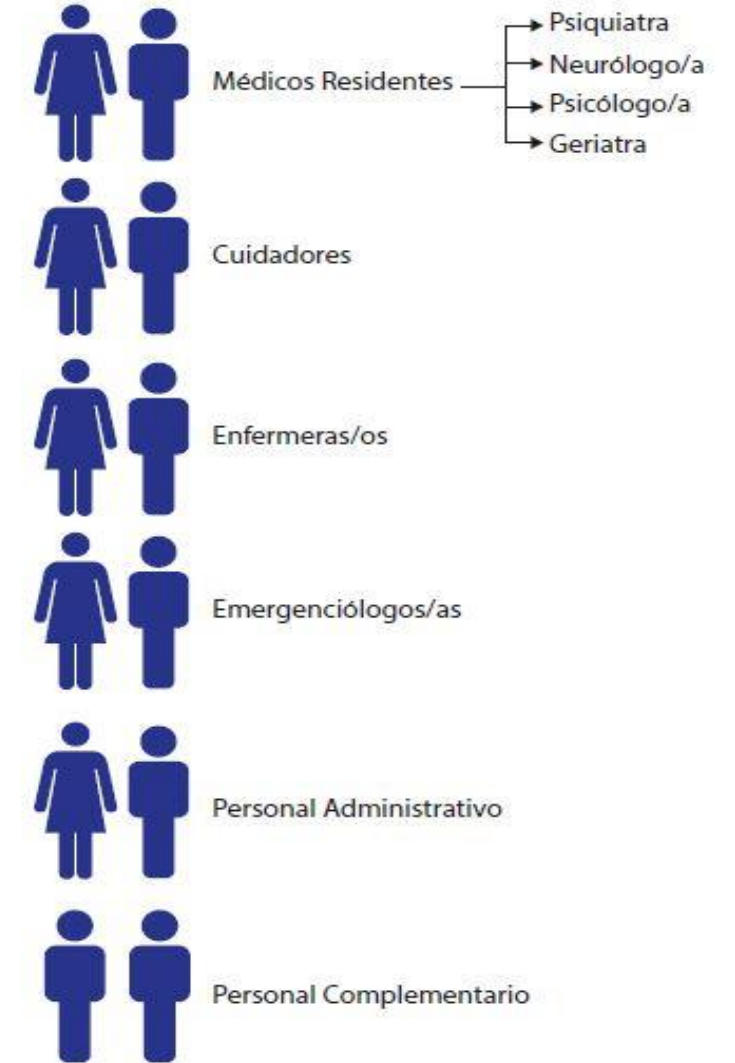 Médicos Residentes
Psiquiatra
Neurólogo/a
Psicólogo/a
Geriatra
Cuidadores
Enfermeras/os
Emergenciólogos/as
Personal Administrativo
Personal Complementario